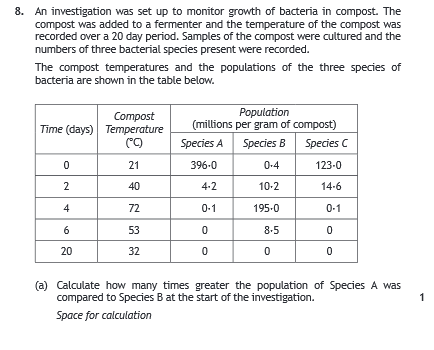 8. An investigation was set up to monitor growth of bacteria in compost. The
compost was added to a fermenter and the temperature of the compost was
recorded over a 20 day period. Samples of the compost were cultured and the
numbers of three bacterial species present were recorded.
The compost temperatures and the populations of the three species of
bacteria are shown in the table below.
Time (days) Compost Temperature (°C) Population (millions per gram of compost)
Species A Species B Species C
0 21 396·0 0·4 123·0
2 40 4·2 10·2 14·6
4 72 0·1 195·0 0·1
6 53 0 8·5 0
20 32 0 0 0
(a) Calculate how many times greater the population of Species A was
compared to Species B at the start of the investigation. 1
Space for calculation